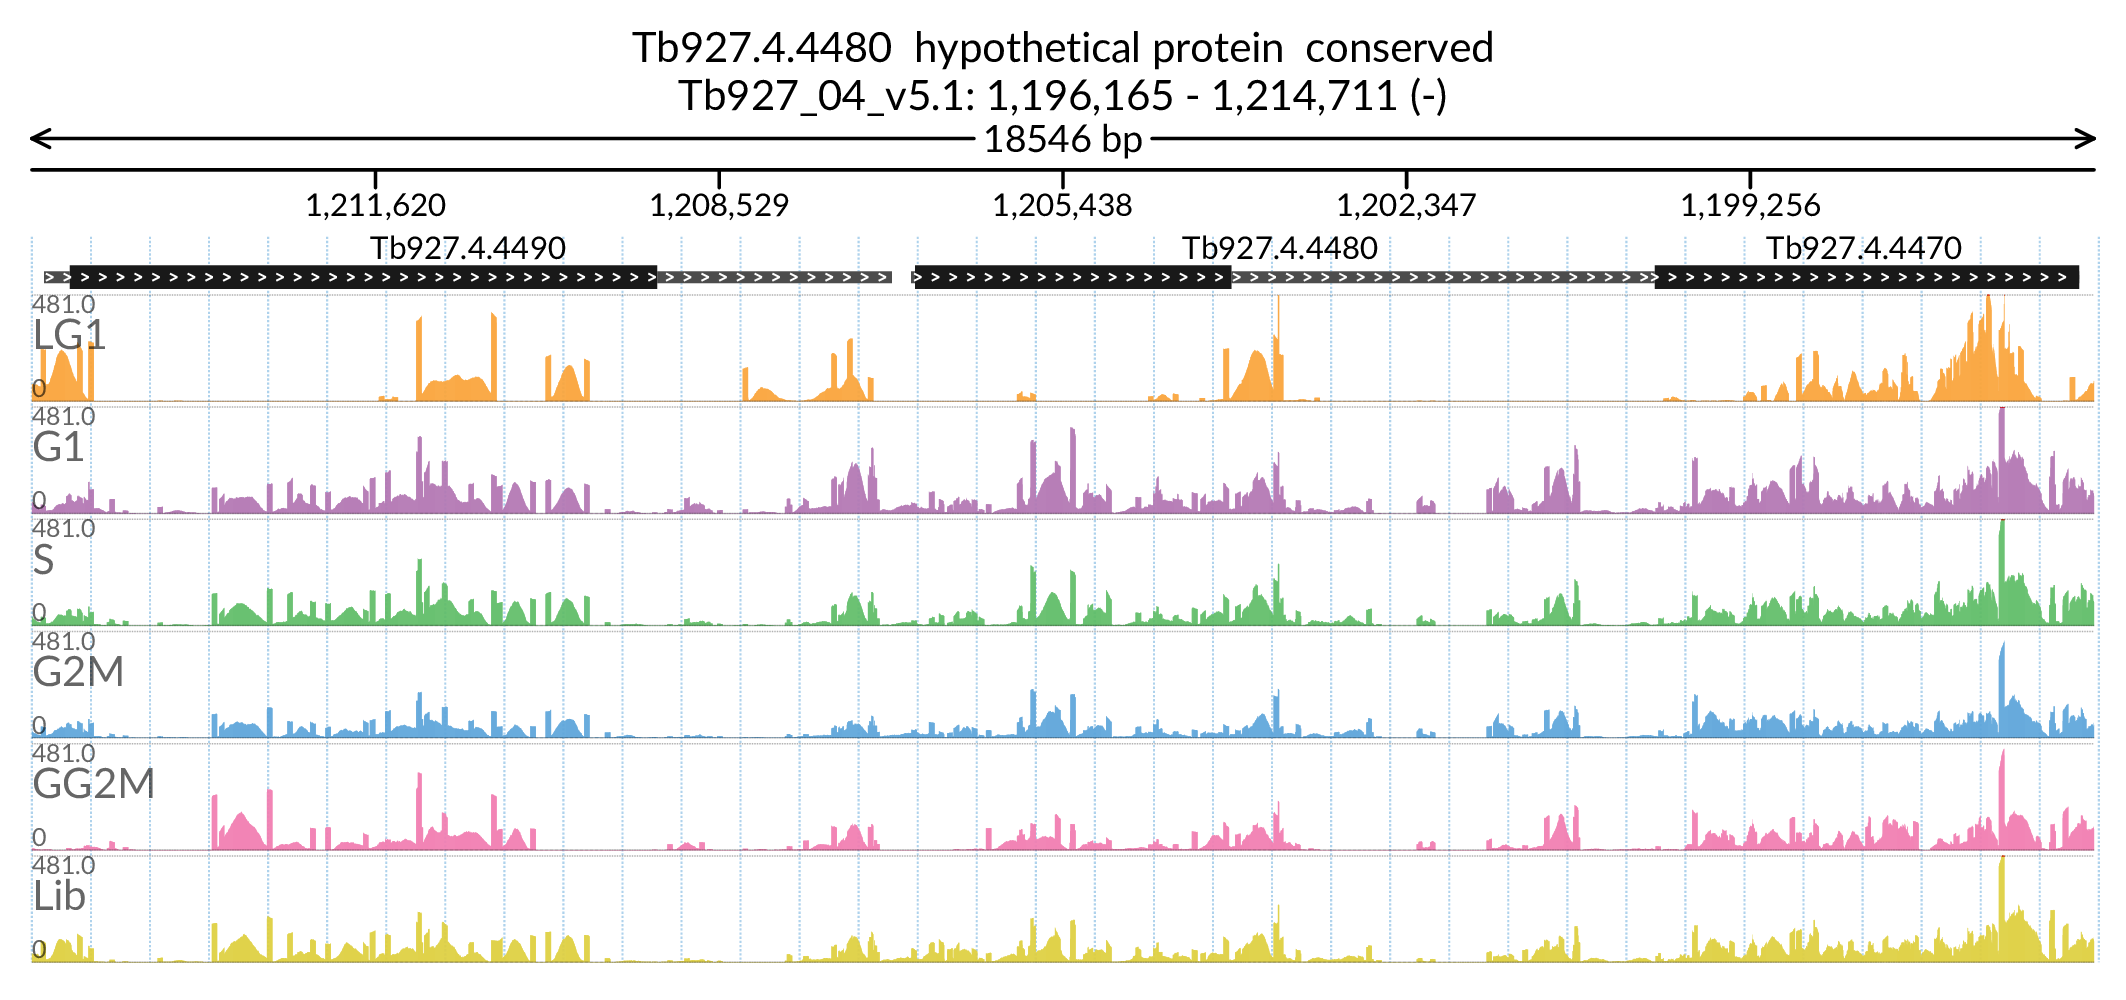 Tb927.4.4480  hypothetical protein  conserved
Tb927_04_v5.1: 1,196,165 - 1,214,711 (-)
18546 bp
1,211,620 1,208,529 1,205,438 1,202,347 1,199,256
Tb927.4.4490 Tb927.4.4480 Tb927.4.4470
481.0
LG1
0
481.0
G1
0
481.0
S
0
481.0
G2M
0
481.0
GG2M
0
481.0
Lib
0